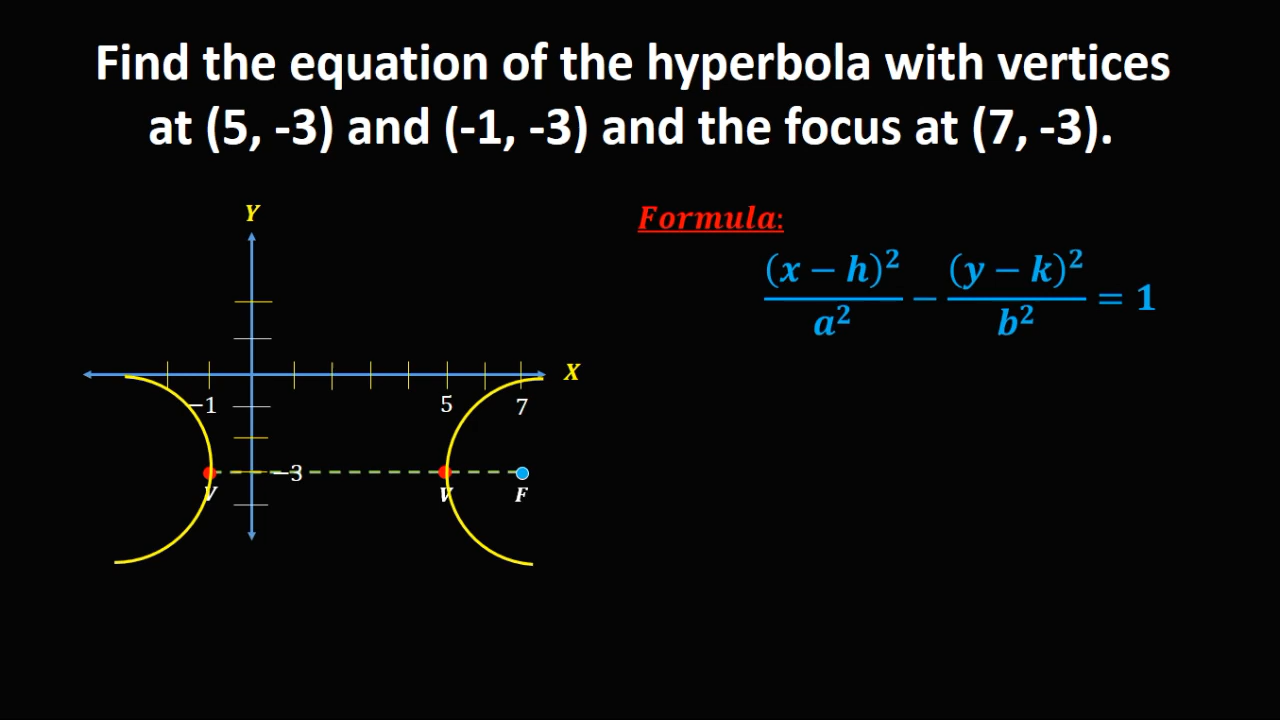 Find the equation of the hyperbola with vertices
at (5, -3) and (-1, -3) and the focus at (7, -3).
Formula:
(x − h)² / a² − (y − k)² / b² = 1
Y
X
−1
5
7
−3
V
V
F